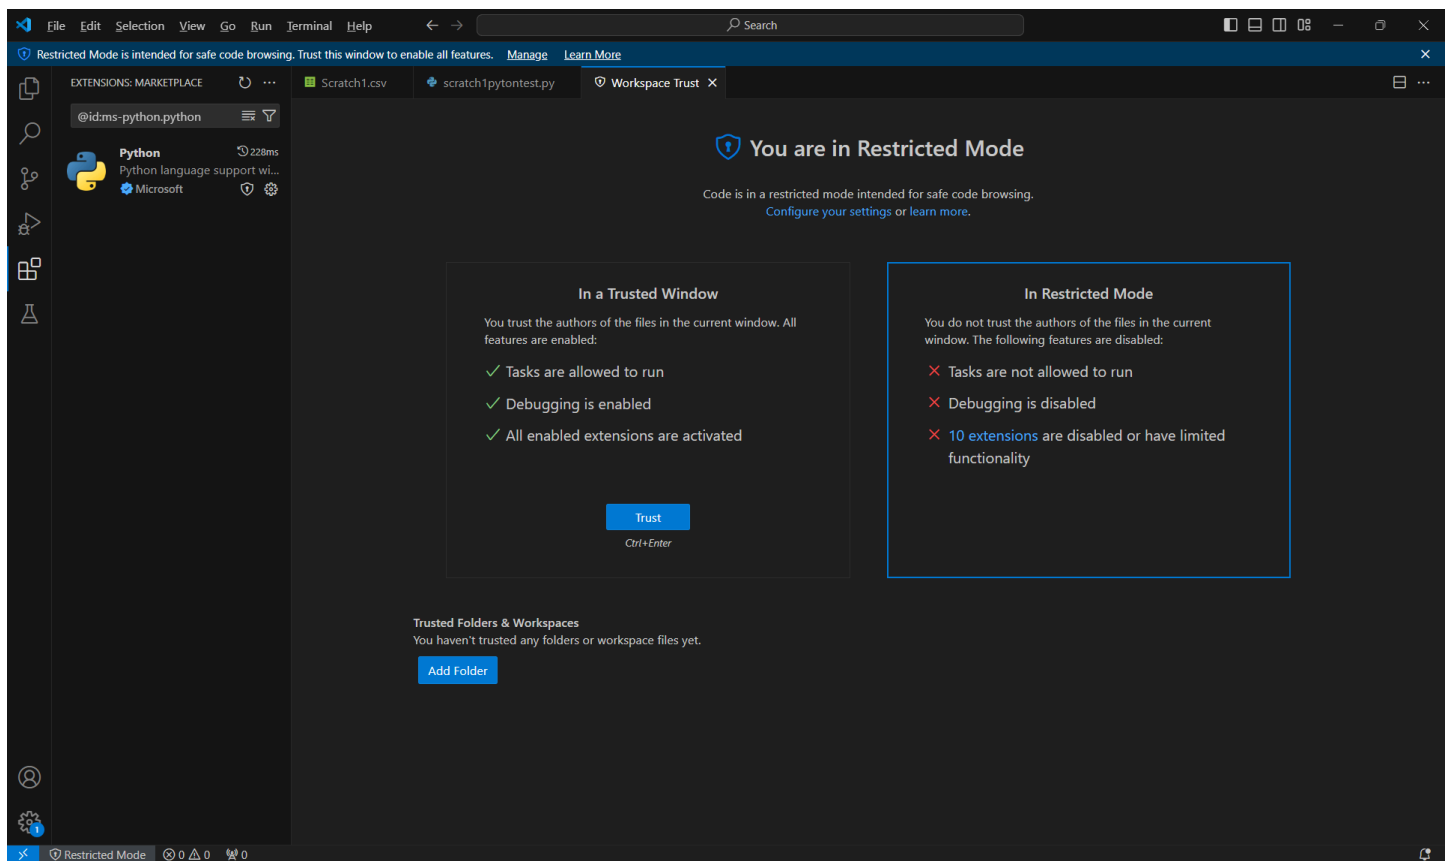 File Edit Selection View Go Run Terminal Help Search
Restricted Mode is intended for safe code browsing. Trust this window to enable all features. Manage Learn More
EXTENSIONS: MARKETPLACE
Scratch1.csv
scratch1pytontest.py
Workspace Trust
@id:ms-python.python
Python 228ms
Python language support wi...
Microsoft
You are in Restricted Mode
Code is in a restricted mode intended for safe code browsing.
Configure your settings or learn more.
In a Trusted Window
You trust the authors of the files in the current window. All
features are enabled:
Tasks are allowed to run
Debugging is enabled
All enabled extensions are activated
Trust
Ctrl+Enter
In Restricted Mode
You do not trust the authors of the files in the current
window. The following features are disabled:
Tasks are not allowed to run
Debugging is disabled
10 extensions are disabled or have limited
functionality
Trusted Folders & Workspaces
You haven't trusted any folders or workspace files yet.
Add Folder
1
Restricted Mode 0 0 0